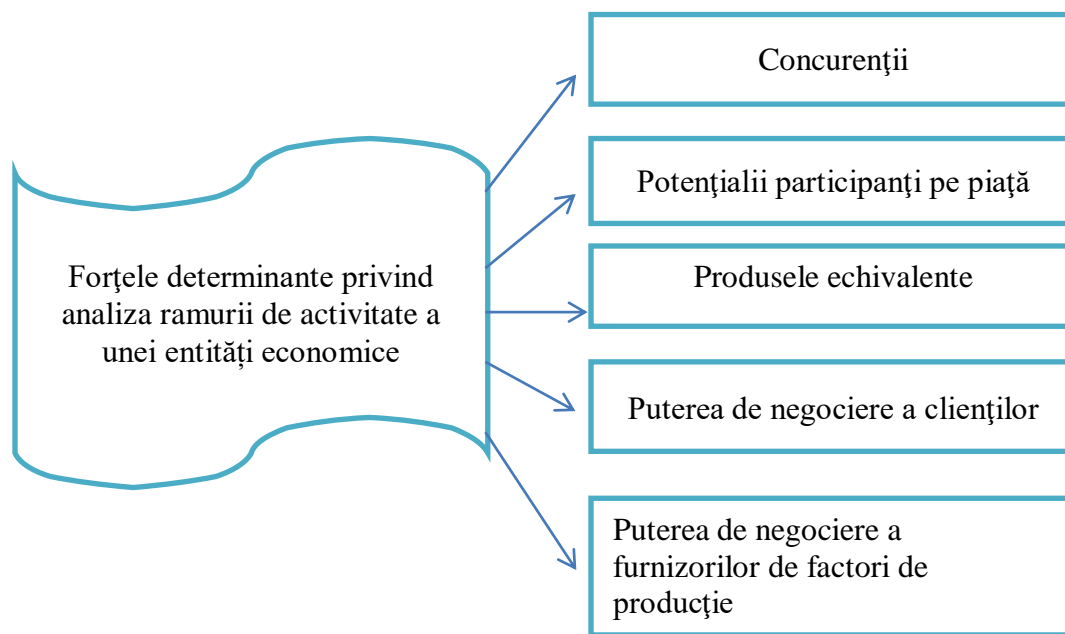 Forţele determinante privind
analiza ramurii de activitate a
unei entități economice
Concurenţii
Potenţialii participanţi pe piaţă
Produsele echivalente
Puterea de negociere a clienţilor
Puterea de negociere a
furnizorilor de factori de
producţie